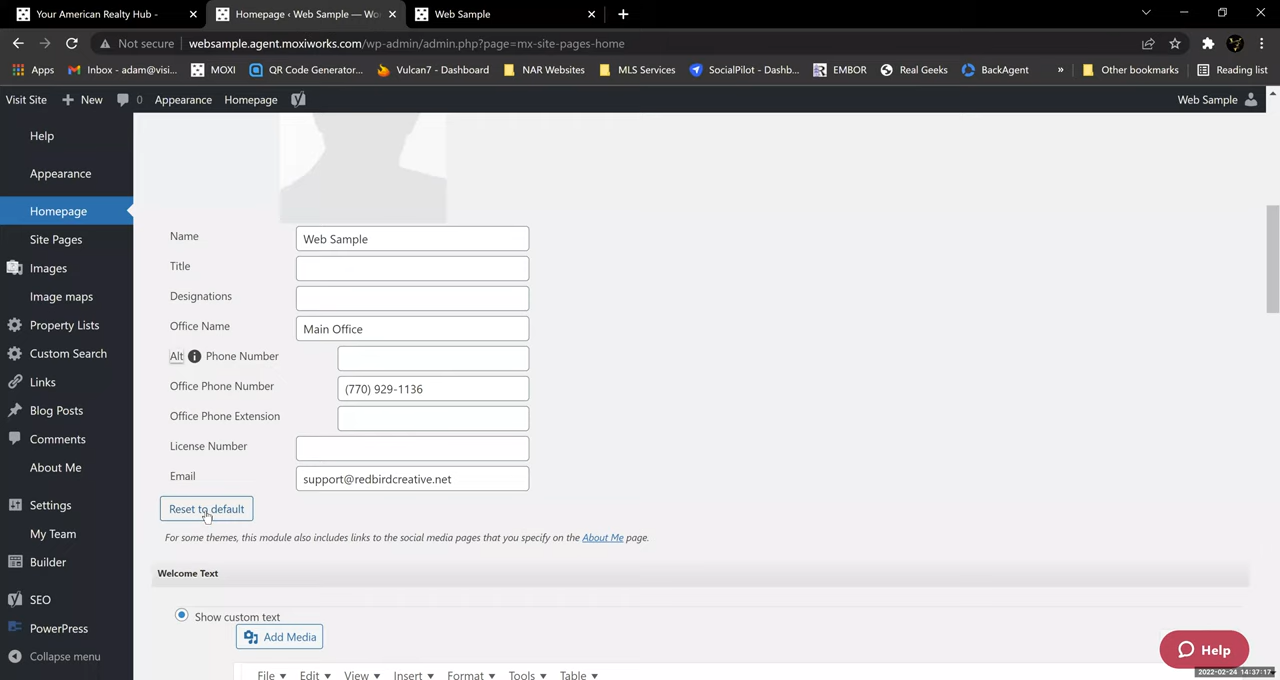 Your American Realty Hub -
Homepage ‹ Web Sample — Wo
Web Sample
Not secure websample.agent.moxiworks.com/wp-admin/admin.php?page=mx-site-pages-home
Apps Inbox - adam@visi... MOXI QR Code Generator... Vulcan7 - Dashboard NAR Websites MLS Services SocialPilot - Dashb... EMBOR Real Geeks BackAgent » Other bookmarks Reading list
Visit Site + New 0 Appearance Homepage Web Sample
Help
Appearance
Homepage
Site Pages
Images
Image maps
Property Lists
Custom Search
Links
Blog Posts
Comments
About Me
Settings
My Team
Builder
SEO
PowerPress
Collapse menu
Name Web Sample
Title
Designations
Office Name Main Office
Alt Phone Number
Office Phone Number (770) 929-1136
Office Phone Extension
License Number
Email support@redbirdcreative.net
Reset to default
For some themes, this module also includes links to the social media pages that you specify on the About Me page.
Welcome Text
Show custom text
Add Media
File Edit View Insert Format Tools Table
Help
2022-02-24 14:37:17